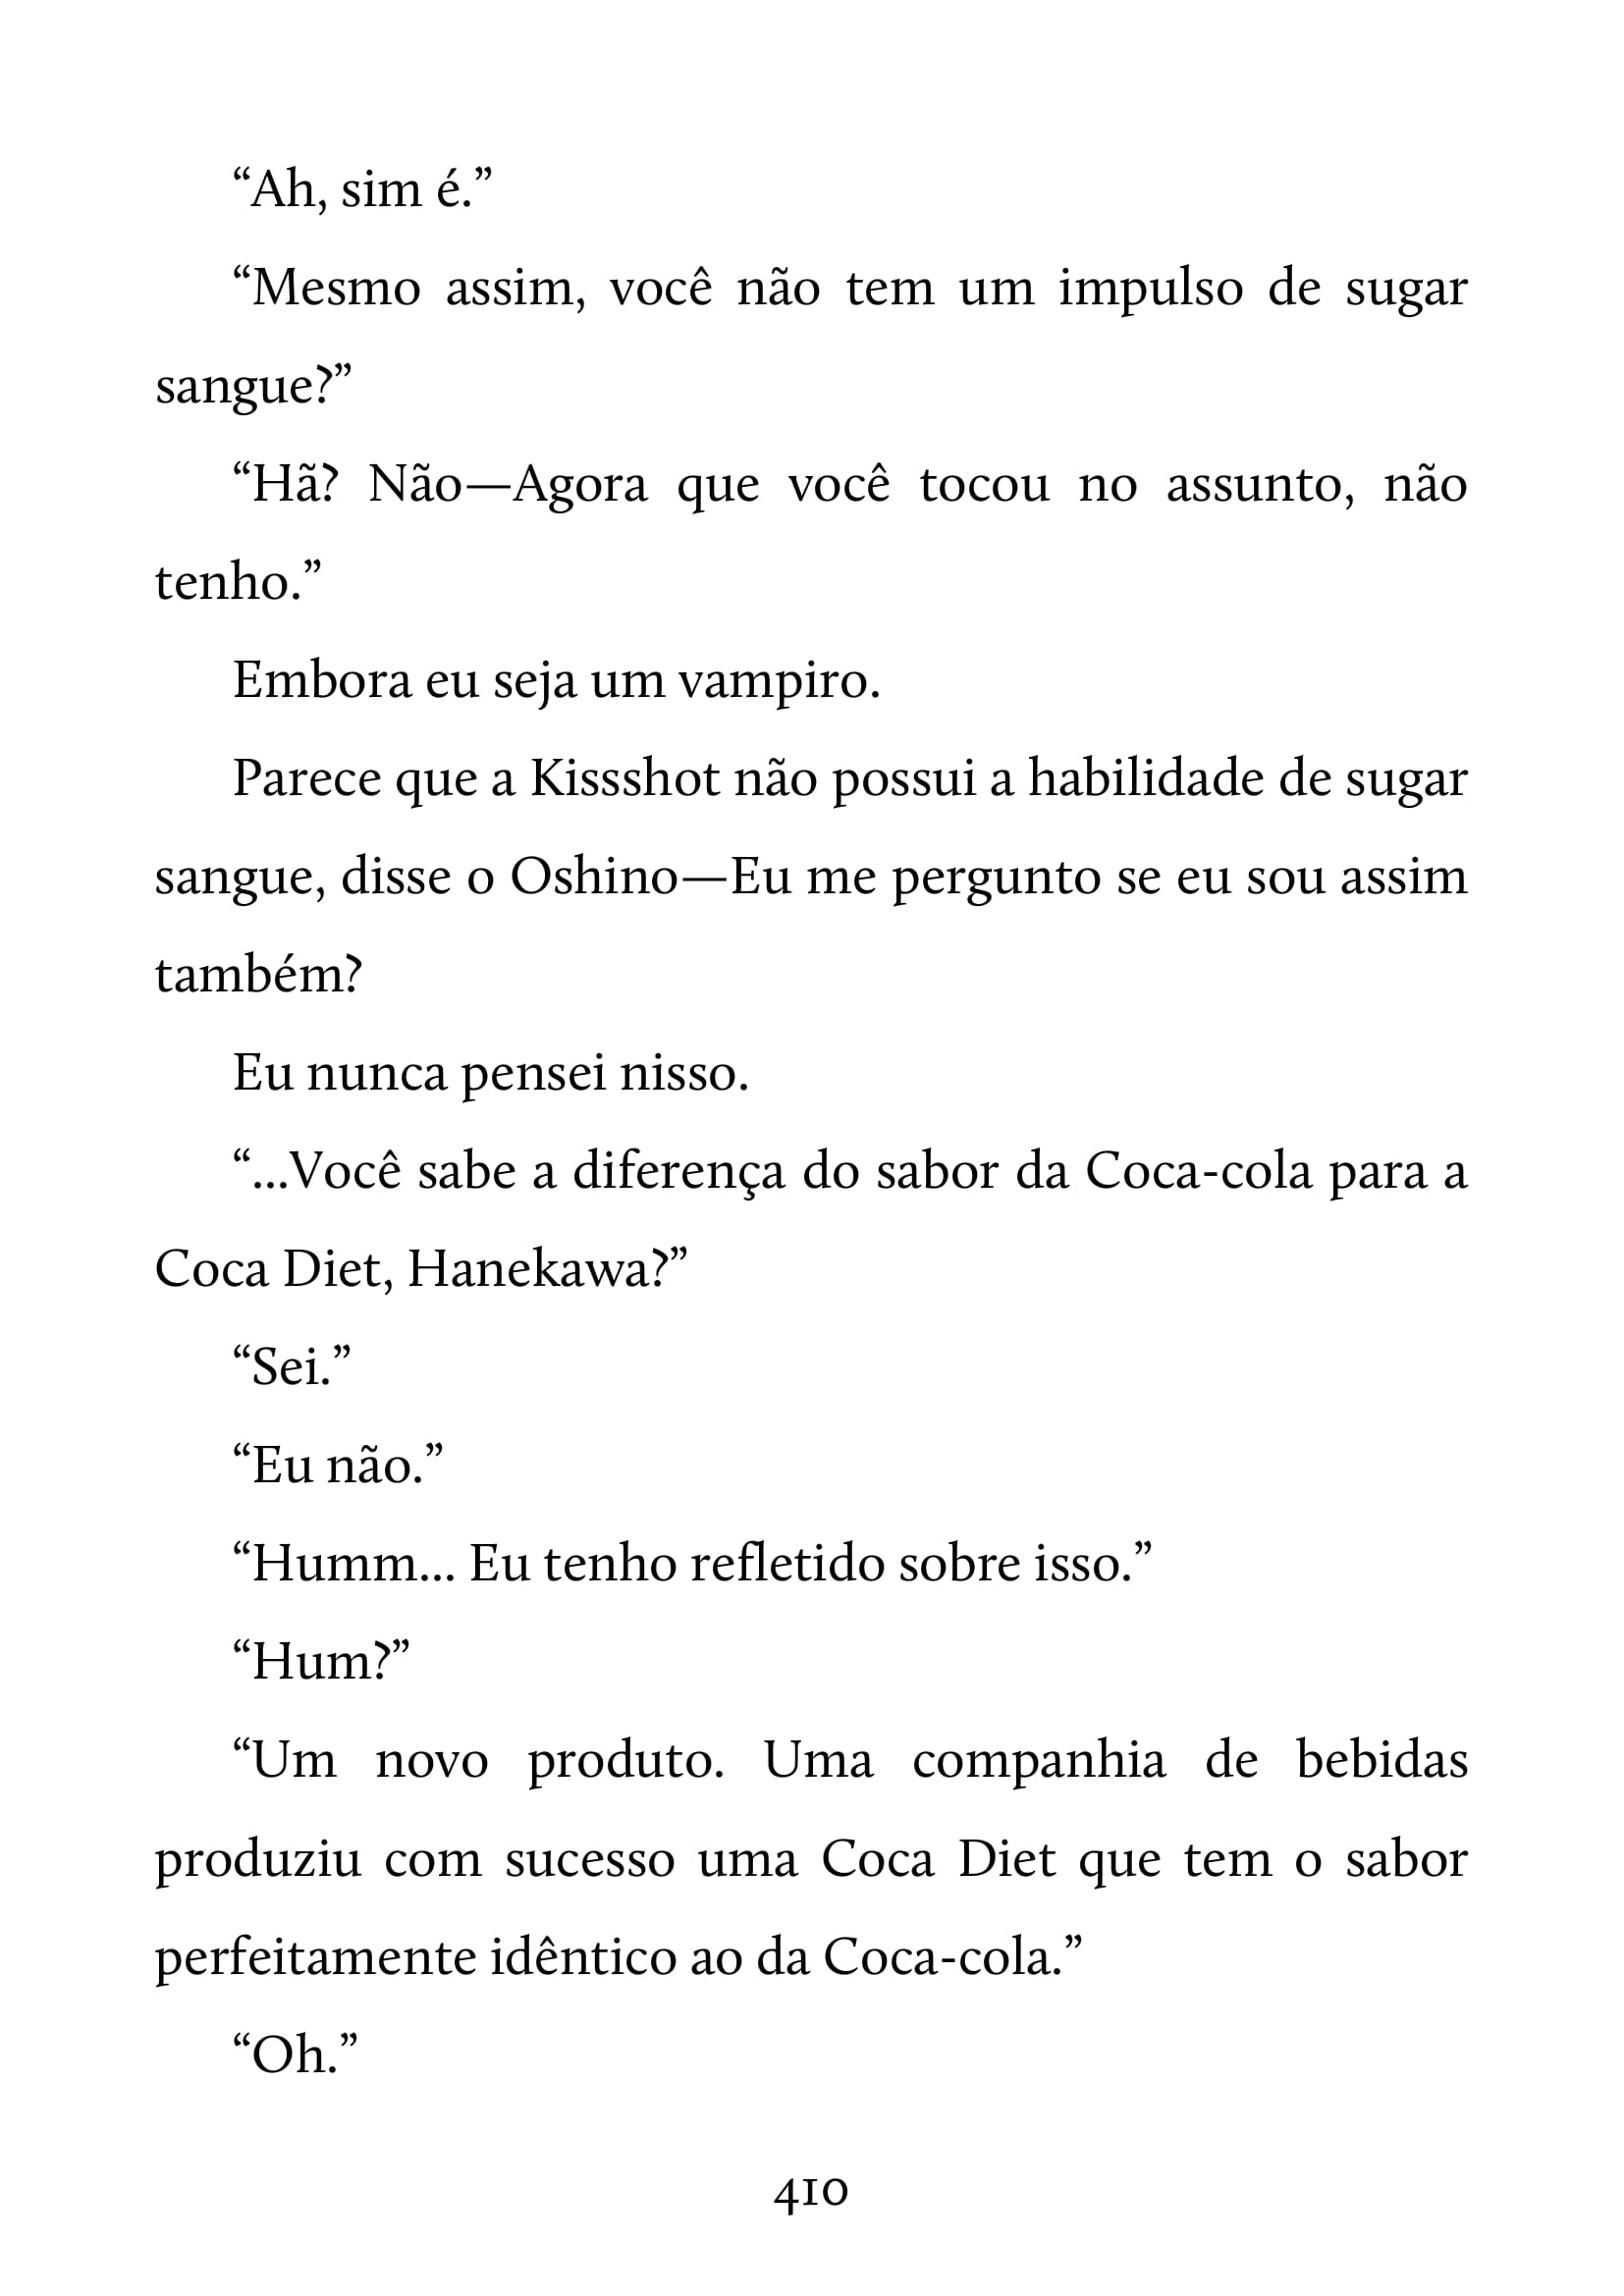 “Ah, sim é.”
“Mesmo assim, você não tem um impulso de sugar
sangue?”
“Hã? Não—Agora que você tocou no assunto, não
tenho.”
Embora eu seja um vampiro.
Parece que a Kissshot não possui a habilidade de sugar
sangue, disse o Oshino—Eu me pergunto se eu sou assim
também?
Eu nunca pensei nisso.
“...Você sabe a diferença do sabor da Coca-cola para a
Coca Diet, Hanekawa?”
“Sei.”
“Eu não.”
“Humm... Eu tenho refletido sobre isso.”
“Hum?”
“Um novo produto. Uma companhia de bebidas
produziu com sucesso uma Coca Diet que tem o sabor
perfeitamente idêntico ao da Coca-cola.”
“Oh.”
410